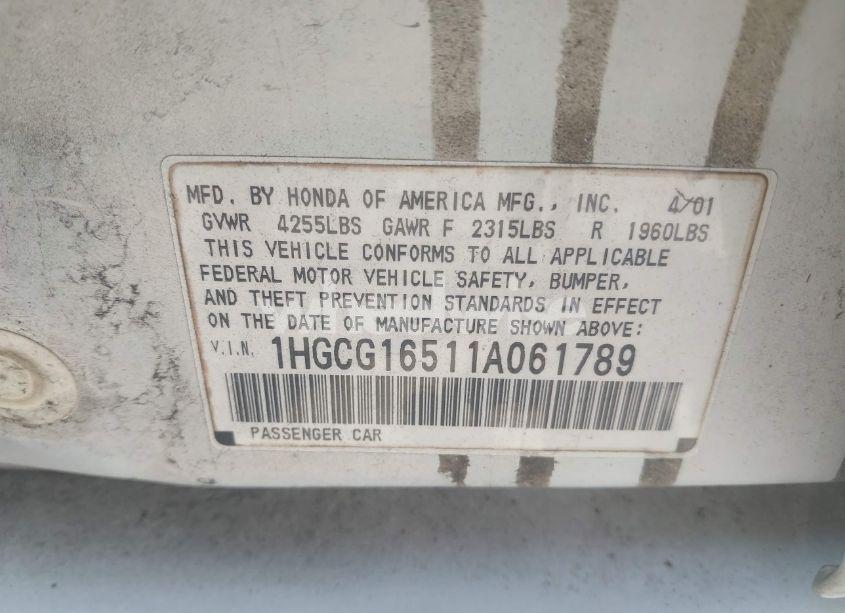 MFD. BY HONDA OF AMERICA MFG., INC. 4/01
GVWR 4255LBS GAWR F 2315LBS R 1960LBS
THIS VEHICLE CONFORMS TO ALL APPLICABLE
FEDERAL MOTOR VEHICLE SAFETY, BUMPER,
AND THEFT PREVENTION STANDARDS IN EFFECT
ON THE DATE OF MANUFACTURE SHOWN ABOVE:
V.I.N. 1HGCG16511A061789
PASSENGER CAR